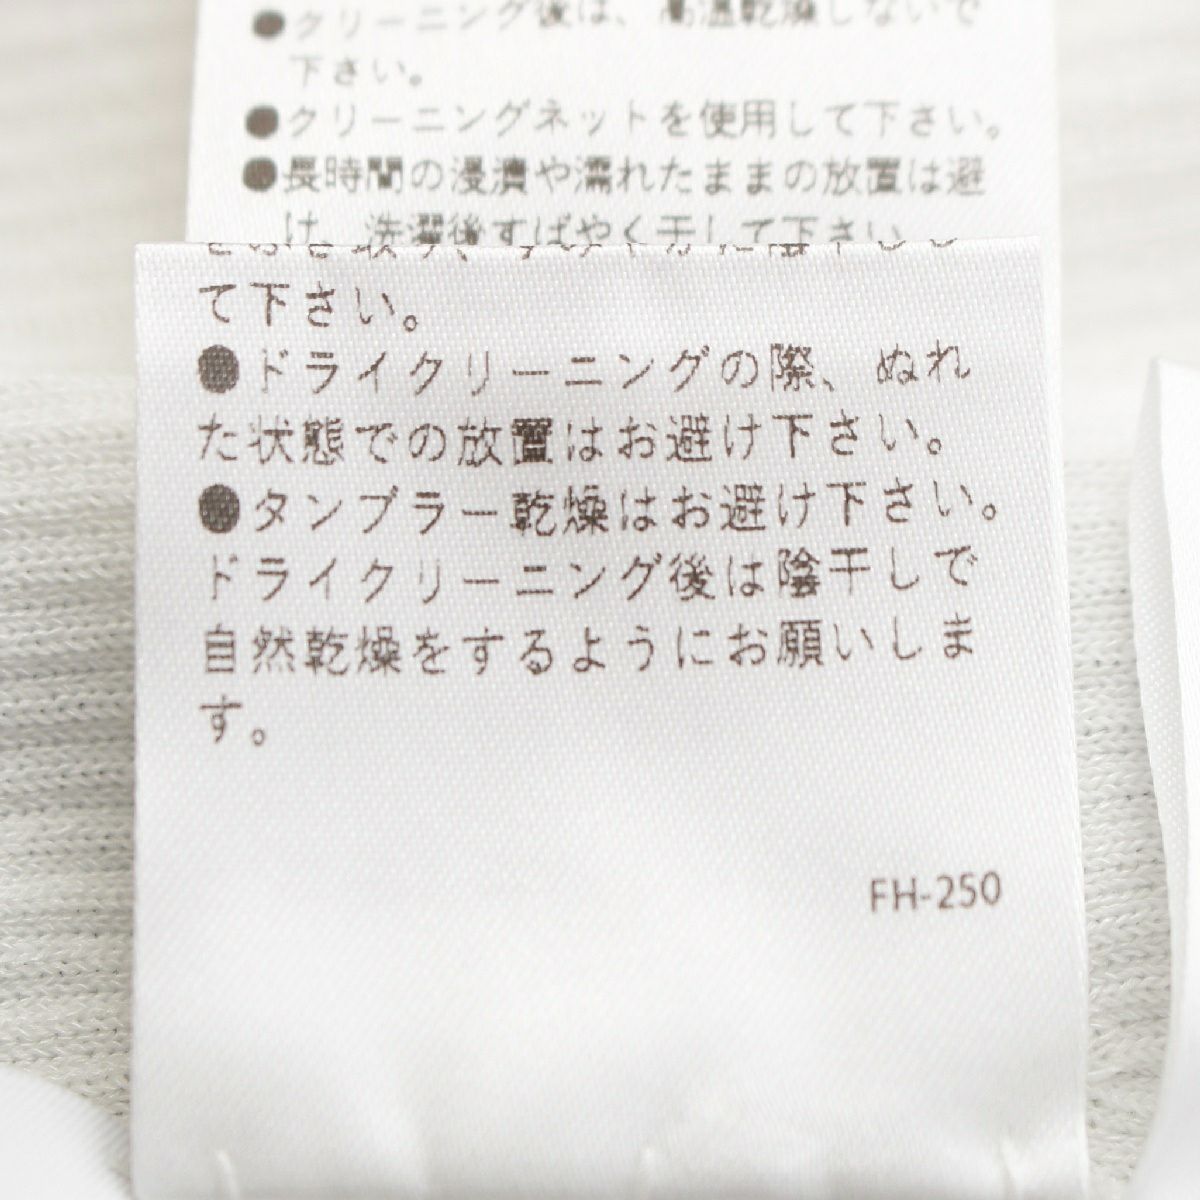 ●クリーニング後は、高温乾燥しないで
下さい。
●クリーニングネットを使用して下さい。
●長時間の浸漬や濡れたままの放置は避
け、洗濯後すばやく干して下さい。
て下さい。
●ドライクリーニングの際、ぬれ
た状態での放置はお避け下さい。
●タンブラー乾燥はお避け下さい。
ドライクリーニング後は陰干しで
自然乾燥をするようにお願いしま
す。
FH-250